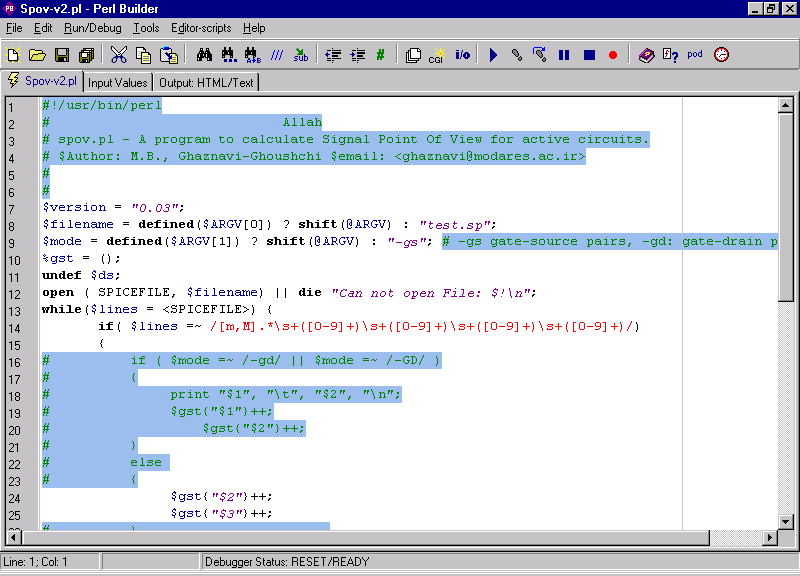 Spov-v2.pl - Perl Builder
File Edit Run/Debug Tools Editor-scripts Help
A+B sub # CGI i/o pod
Spov-v2.pl Input Values Output: HTML/Text
1 #!/usr/bin/perl
2 # Allah
3 # spov.pl - A program to calculate Signal Point Of View for active circuits.
4 # $Author: M.B., Ghaznavi-Ghoushchi $email: <ghaznavi@modares.ac.ir>
5 #
6 #
7 $version = "0.03";
8 $filename = defined($ARGV[0]) ? shift(@ARGV) : "test.sp";
9 $mode = defined($ARGV[1]) ? shift(@ARGV) : "-gs"; # -gs gate-source pairs, -gd: gate-drain p
10 %gst = ();
11 undef $ds;
12 open ( SPICEFILE, $filename) || die "Can not open File: $!\n";
13 while($lines = <SPICEFILE>) {
14 if( $lines =~ /[m,M].*\s+([0-9]+)\s+([0-9]+)\s+([0-9]+)\s+([0-9]+)/)
15 {
16 # if ( $mode =~ /-gd/ || $mode =~ /-GD/ )
17 # {
18 # print "$1", "\t", "$2", "\n";
19 # $gst{"$1"}++;
20 # $gst{"$2"}++;
21 # }
22 # else
23 # {
24 $gst{"$2"}++;
25 $gst{"$3"}++;
# }
Line: 1; Col: 1 Debugger Status: RESET/READY